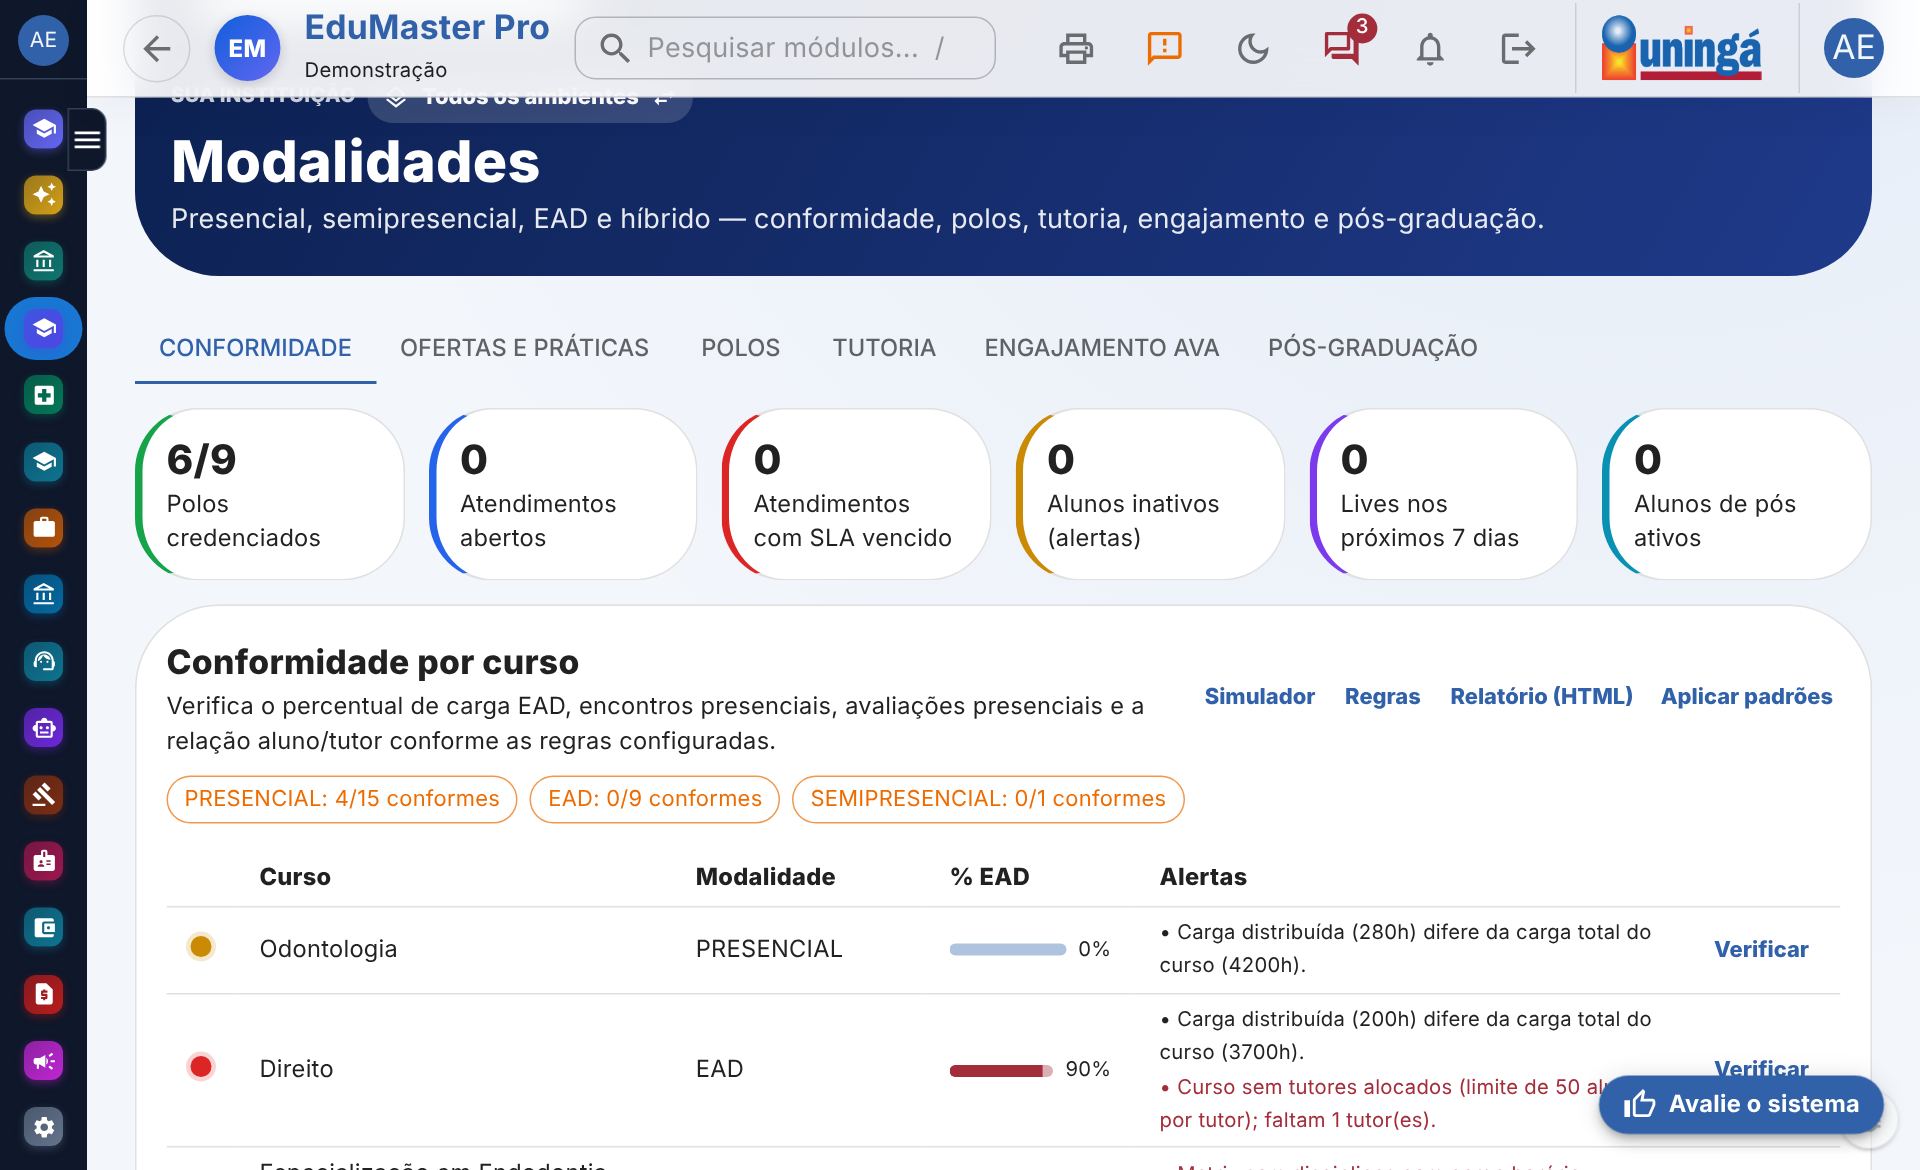 AE
EM
EduMaster Pro
Demonstração
Pesquisar módulos... /
3
uningá
AE
SUA INSTITUIÇÃO
Todos os ambientes
Modalidades
Presencial, semipresencial, EAD e híbrido — conformidade, polos, tutoria, engajamento e pós-graduação.
CONFORMIDADE
OFERTAS E PRÁTICAS
POLOS
TUTORIA
ENGAJAMENTO AVA
PÓS-GRADUAÇÃO
6/9
Polos
credenciados
0
Atendimentos
abertos
0
Atendimentos
com SLA vencido
0
Alunos inativos
(alertas)
0
Lives nos
próximos 7 dias
0
Alunos de pós
ativos
Conformidade por curso
Verifica o percentual de carga EAD, encontros presenciais, avaliações presenciais e a
relação aluno/tutor conforme as regras configuradas.
Simulador
Regras
Relatório (HTML)
Aplicar padrões
PRESENCIAL: 4/15 conformes
EAD: 0/9 conformes
SEMIPRESENCIAL: 0/1 conformes
Curso
Modalidade
% EAD
Alertas
Odontologia
PRESENCIAL
0%
• Carga distribuída (280h) difere da carga total do
curso (4200h).
Verificar
Direito
EAD
90%
• Carga distribuída (200h) difere da carga total do
curso (3700h).
• Curso sem tutores alocados (limite de 50
por tutor); faltam 1 tutor(es).
Verificar
Avalie o sistema